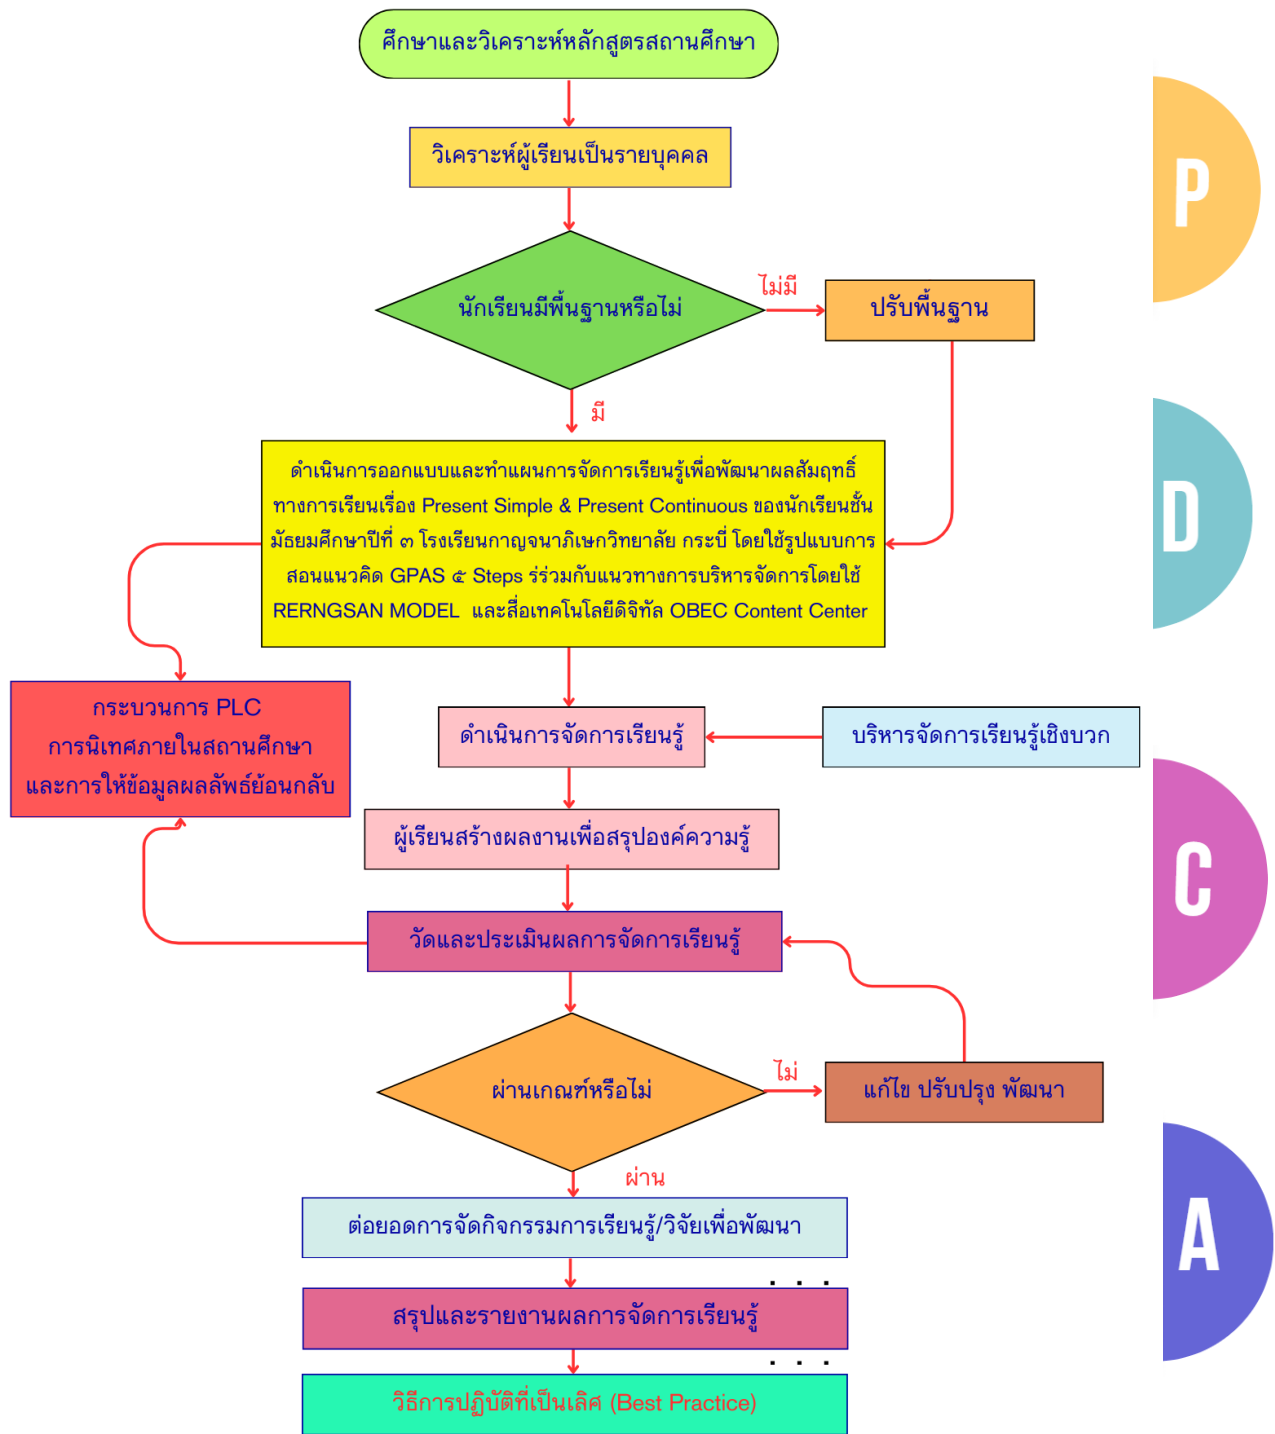 ศึกษาและวิเคราะห์หลักสูตรสถานศึกษา
วิเคราะห์ผู้เรียนเป็นรายบุคคล
P
นักเรียนมีพื้นฐานหรือไม่
ไม่มี
ปรับพื้นฐาน
มี
ดำเนินการออกแบบและทำแผนการจัดการเรียนรู้เพื่อพัฒนาผลสัมฤทธิ์
ทางการเรียนเรื่อง Present Simple & Present Continuous ของนักเรียนชั้น
มัธยมศึกษาปีที่ ๓ โรงเรียนกาญจนาภิเษกวิทยาลัย กระบี่ โดยใช้รูปแบบการ
สอนแนวคิด GPAS ๕ Steps ร่ร่วมกับแนวทางการบริหารจัดการโดยใช้
RERNGSAN MODEL และสื่อเทคโนโลยีดิจิทัล OBEC Content Center
D
กระบวนการ PLC
การนิเทศภายในสถานศึกษา
และการให้ข้อมูลผลลัพธ์ย้อนกลับ
ดำเนินการจัดการเรียนรู้
บริหารจัดการเรียนรู้เชิงบวก
ผู้เรียนสร้างผลงานเพื่อสรุปองค์ความรู้
C
วัดและประเมินผลการจัดการเรียนรู้
ผ่านเกณฑ์หรือไม่
ไม่
แก้ไข ปรับปรุง พัฒนา
ผ่าน
ต่อยอดการจัดกิจกรรมการเรียนรู้/วิจัยเพื่อพัฒนา
A
. . .
สรุปและรายงานผลการจัดการเรียนรู้
. . .
วิธีการปฏิบัติที่เป็นเลิศ (Best Practice)